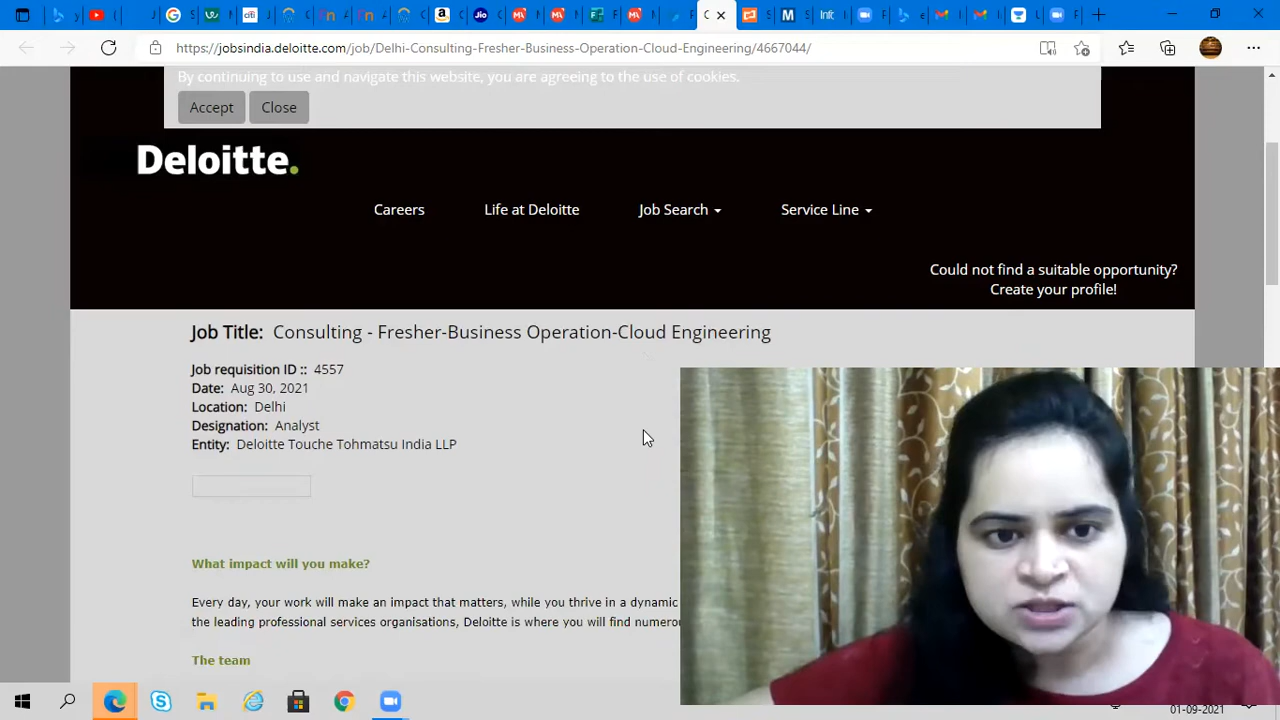 https://jobsindia.deloitte.com/job/Delhi-Consulting-Fresher-Business-Operation-Cloud-Engineering/4667044/
By continuing to use and navigate this website, you are agreeing to the use of cookies.
Accept Close
Deloitte.
Careers Life at Deloitte Job Search Service Line
Could not find a suitable opportunity?
Create your profile!
Job Title: Consulting - Fresher-Business Operation-Cloud Engineering
Job requisition ID :: 4557
Date: Aug 30, 2021
Location: Delhi
Designation: Analyst
Entity: Deloitte Touche Tohmatsu India LLP
What impact will you make?
Every day, your work will make an impact that matters, while you thrive in a dynamic
the leading professional services organisations, Deloitte is where you will find
The team
01-09-2021